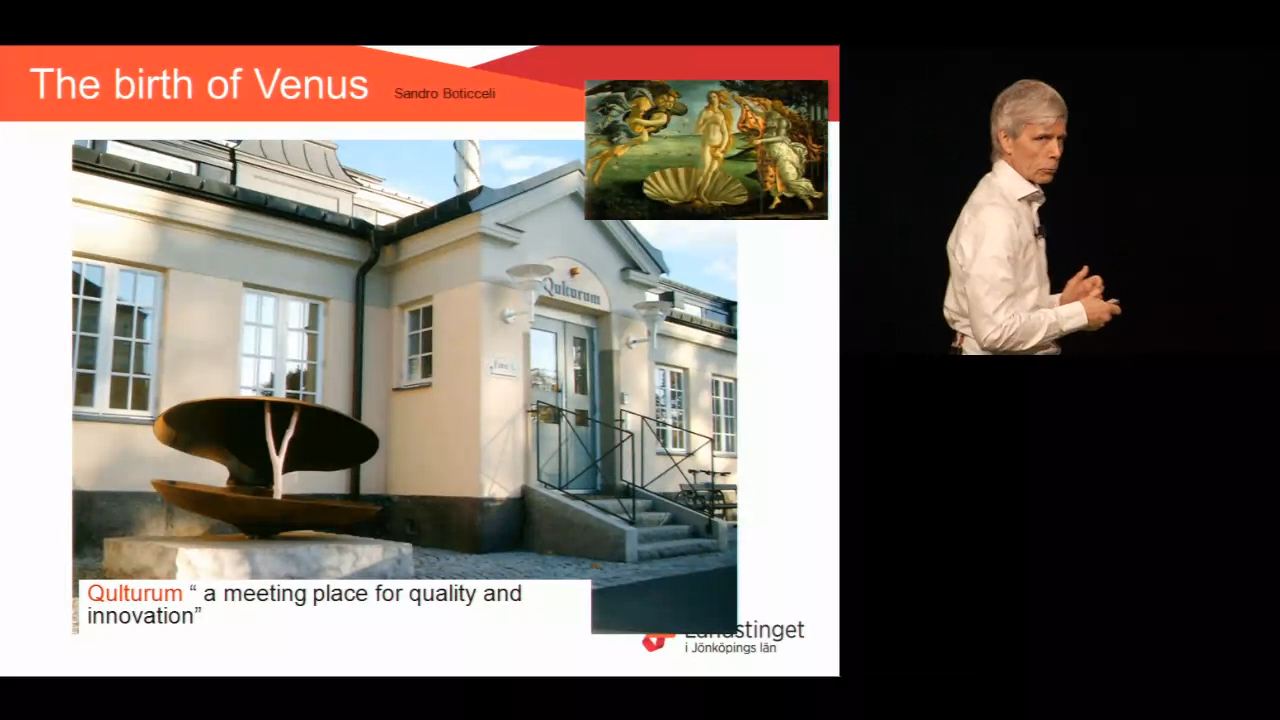 The birth of Venus
Sandro Boticceli
Qulturum
Qulturum “ a meeting place for quality and
innovation”
Landstinget
i Jönköpings län